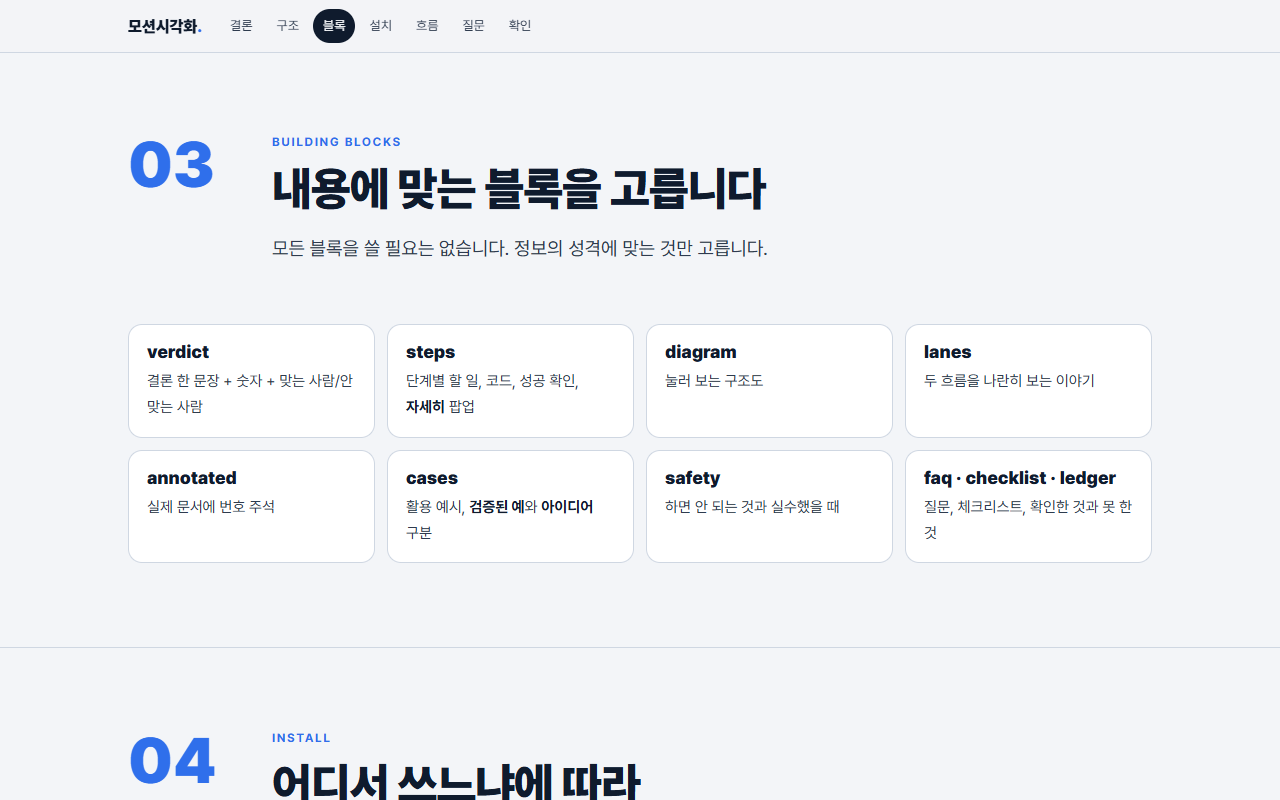 모션시각화.
결론 구조 블록 설치 흐름 질문 확인
03
BUILDING BLOCKS
내용에 맞는 블록을 고릅니다
모든 블록을 쓸 필요는 없습니다. 정보의 성격에 맞는 것만 고릅니다.
verdict
결론 한 문장 + 숫자 + 맞는 사람/안
맞는 사람
steps
단계별 할 일, 코드, 성공 확인,
자세히 팝업
diagram
눌러 보는 구조도
lanes
두 흐름을 나란히 보는 이야기
annotated
실제 문서에 번호 주석
cases
활용 예시, 검증된 예와 아이디어
구분
safety
하면 안 되는 것과 실수했을 때
faq · checklist · ledger
질문, 체크리스트, 확인한 것과 못 한
것
04
INSTALL
어디서 쓰느냐에 따라